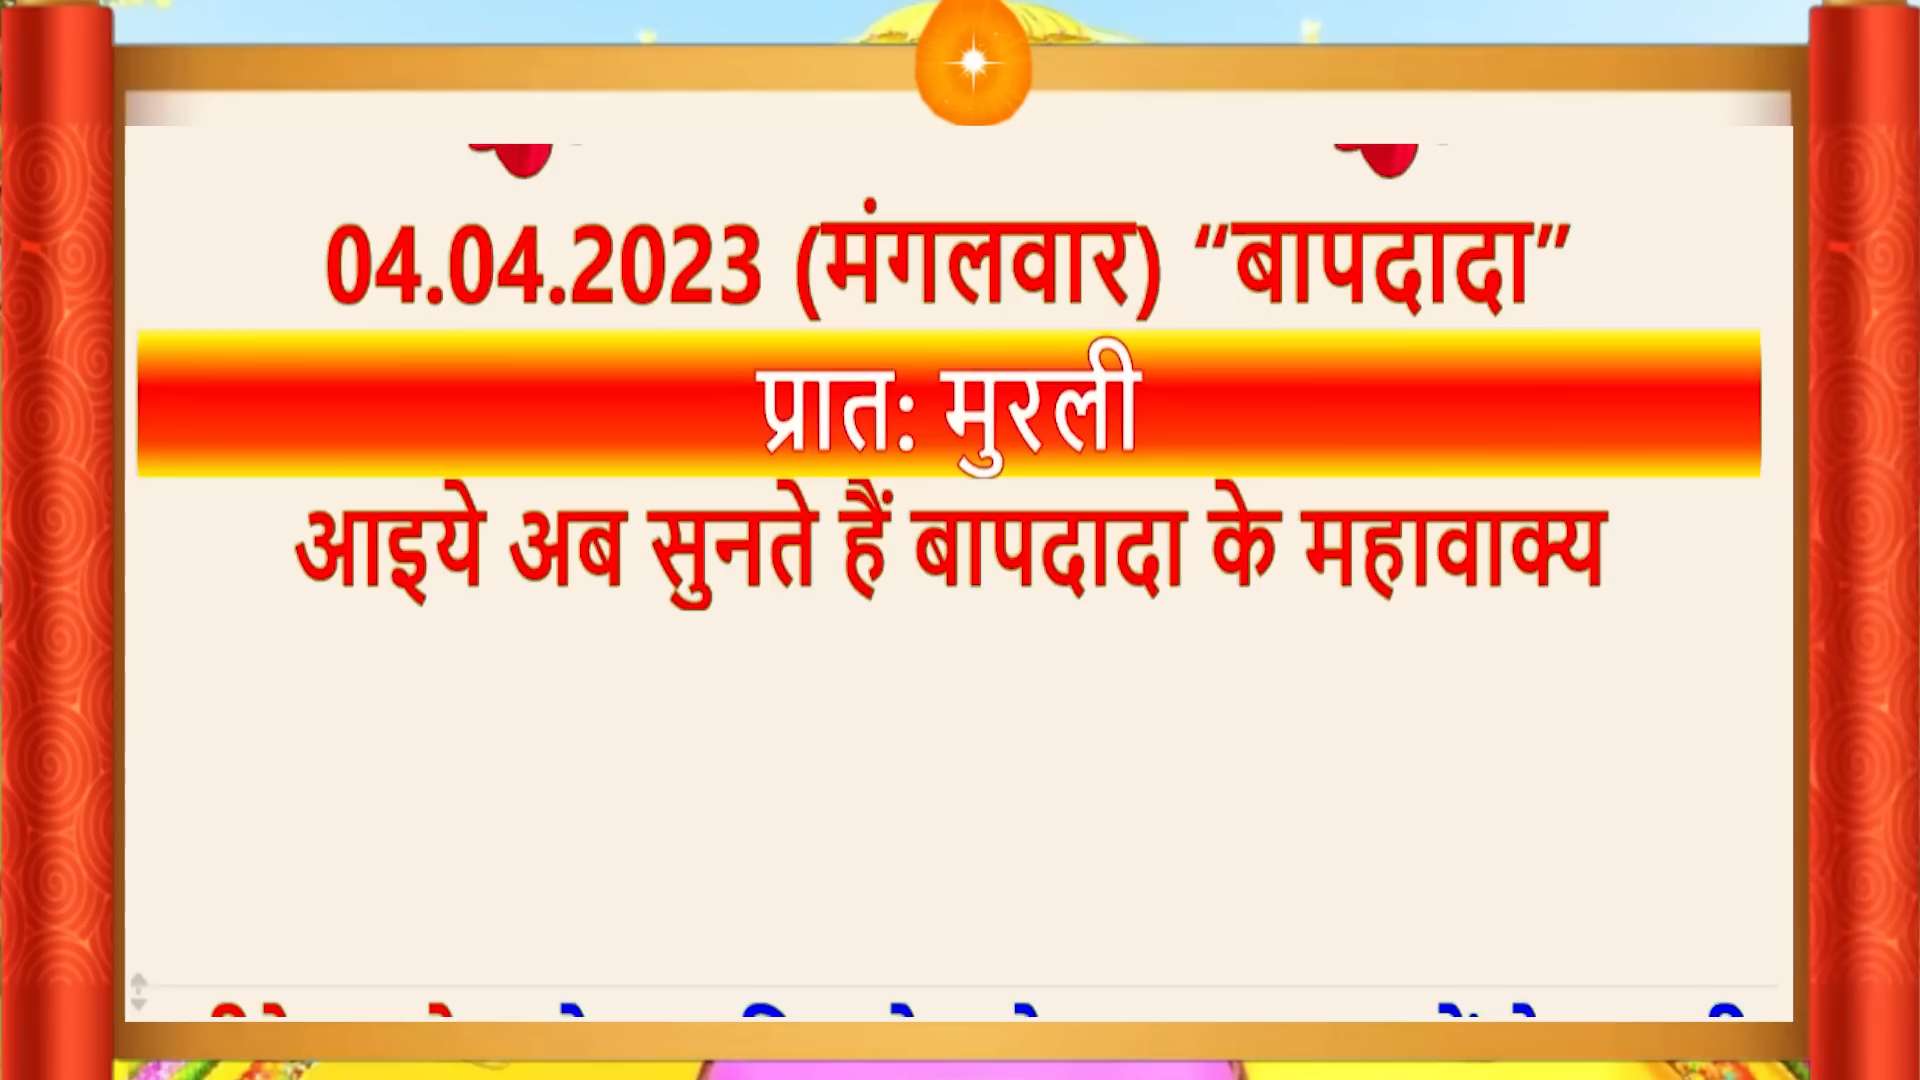 04.04.2023 (मंगलवार) “बापदादा”
प्रात: मुरली
आइये अब सुनते हैं बापदादा के महावाक्य